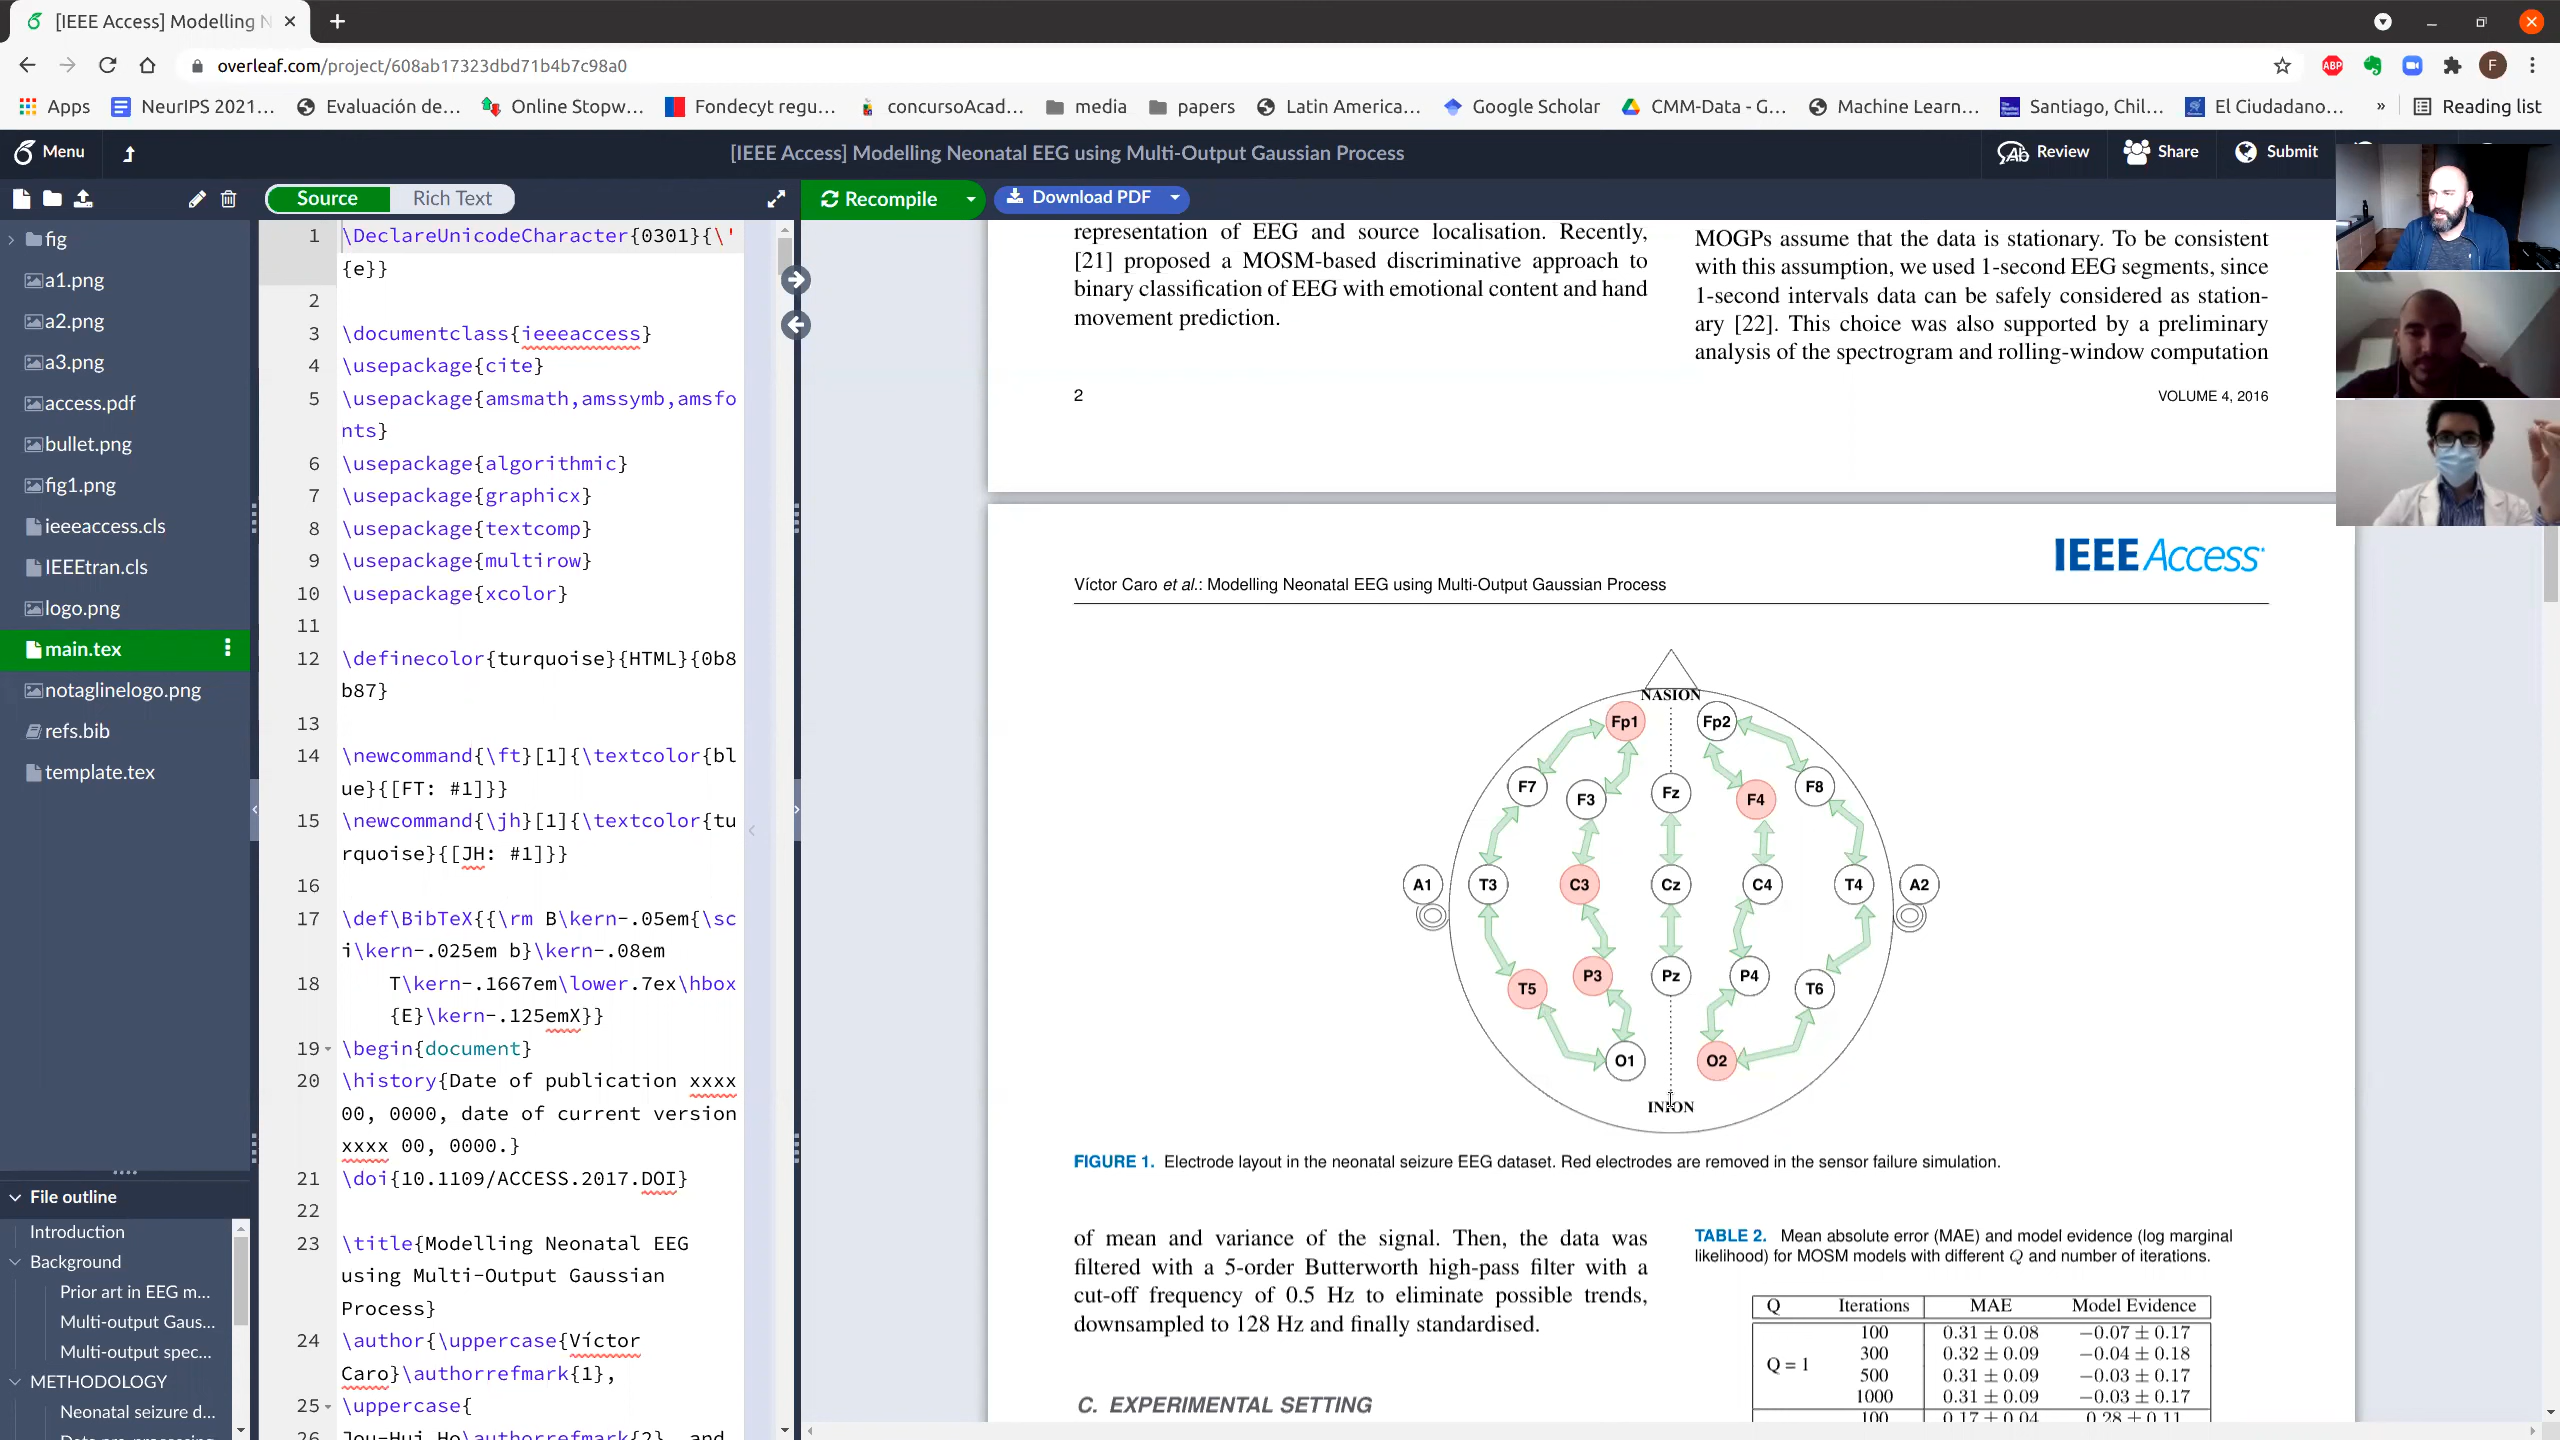 [IEEE Access] Modelling N
overleaf.com/project/608ab17323dbd71b4b7c98a0
ABP
F
Apps
NeurIPS 2021...
Evaluación de...
Online Stopw...
Fondecyt regu...
concursoAcad...
media
papers
Latin America...
Google Scholar
CMM-Data - G...
Machine Learn...
Santiago, Chil...
El Ciudadano...
»
Reading list
Menu
[IEEE Access] Modelling Neonatal EEG using Multi-Output Gaussian Process
Review
Share
Submit
Source
Rich Text
Recompile
Download PDF
fig
a1.png
a2.png
a3.png
access.pdf
bullet.png
fig1.png
ieeeaccess.cls
IEEEtran.cls
logo.png
main.tex
notaglinelogo.png
refs.bib
template.tex
File outline
Introduction
Background
Prior art in EEG m...
Multi-output Gaus...
Multi-output spec...
METHODOLOGY
Neonatal seizure d...
1 \DeclareUnicodeCharacter{0301}{\'
{e}}
2
3 \documentclass{ieeeaccess}
4 \usepackage{cite}
5 \usepackage{amsmath,amssymb,amsfo
nts}
6 \usepackage{algorithmic}
7 \usepackage{graphicx}
8 \usepackage{textcomp}
9 \usepackage{multirow}
10 \usepackage{xcolor}
11
12 \definecolor{turquoise}{HTML}{0b8
b87}
13
14 \newcommand{\ft}[1]{\textcolor{bl
ue}{[FT: #1]}}
15 \newcommand{\jh}[1]{\textcolor{tu
rquoise}{[JH: #1]}}
16
17 \def\BibTeX{{\rm B\kern-.05em{\sc
i\kern-.025em b}\kern-.08em
18 T\kern-.1667em\lower.7ex\hbox
{E}\kern-.125emX}}
19 \begin{document}
20 \history{Date of publication xxxx
00, 0000, date of current version
xxxx 00, 0000.}
21 \doi{10.1109/ACCESS.2017.DOI}
22
23 \title{Modelling Neonatal EEG
using Multi-Output Gaussian
Process}
24 \author{\uppercase{Víctor
Caro}\authorrefmark{1},
25 \uppercase{
26 Jou-Hui Ho\authorrefmark{2}, and
representation of EEG and source localisation. Recently,
[21] proposed a MOSM-based discriminative approach to
binary classification of EEG with emotional content and hand
movement prediction.
MOGPs assume that the data is stationary. To be consistent
with this assumption, we used 1-second EEG segments, since
1-second intervals data can be safely considered as station-
ary [22]. This choice was also supported by a preliminary
analysis of the spectrogram and rolling-window computation
2
VOLUME 4, 2016
IEEE Access
Víctor Caro et al.: Modelling Neonatal EEG using Multi-Output Gaussian Process
NASION
Fp1 Fp2
F7 F3 Fz F4 F8
A1 T3 C3 Cz C4 T4 A2
T5 P3 Pz P4 T6
O1 O2
INION
FIGURE 1. Electrode layout in the neonatal seizure EEG dataset. Red electrodes are removed in the sensor failure simulation.
of mean and variance of the signal. Then, the data was
filtered with a 5-order Butterworth high-pass filter with a
cut-off frequency of 0.5 Hz to eliminate possible trends,
downsampled to 128 Hz and finally standardised.
C. EXPERIMENTAL SETTING
TABLE 2. Mean absolute error (MAE) and model evidence (log marginal
likelihood) for MOSM models with different Q and number of iterations.
Q Iterations MAE Model Evidence
Q = 1
100 0.31 ± 0.08 −0.07 ± 0.17
300 0.32 ± 0.09 −0.04 ± 0.18
500 0.31 ± 0.09 −0.03 ± 0.17
1000 0.31 ± 0.09 −0.03 ± 0.17
100 0.17 ± 0.04 0.28 ± 0.11